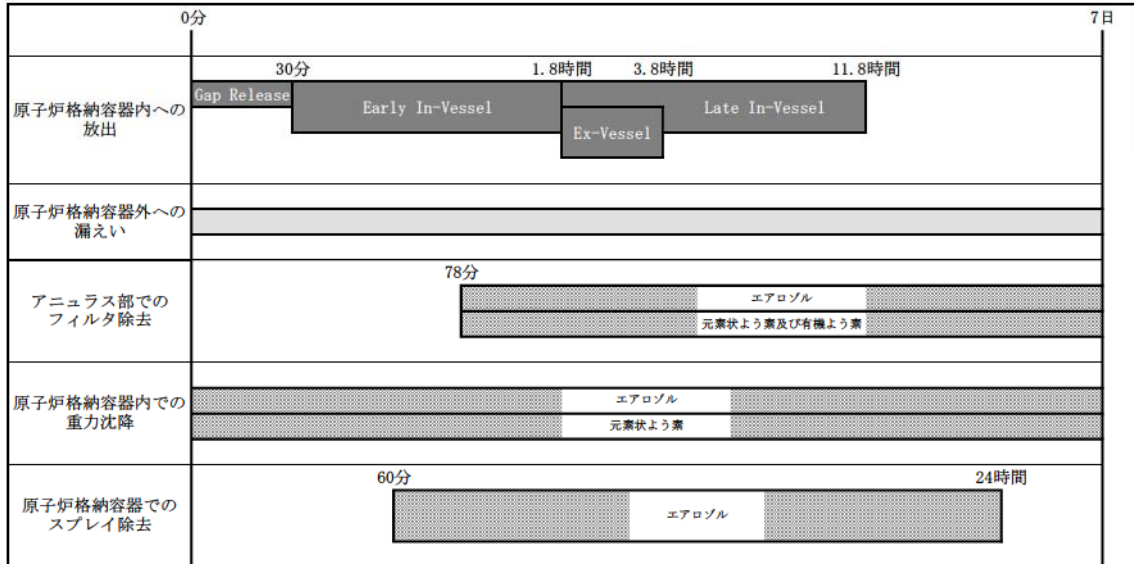 0分
7日
原子炉格納容器内への
放出
30分
1.8時間
3.8時間
11.8時間
Gap Release
Early In-Vessel
Late In-Vessel
Ex-Vessel
原子炉格納容器外への
漏えい
アニュラス部での
フィルタ除去
78分
エアロゾル
元素状よう素及び有機よう素
原子炉格納容器内での
重力沈降
エアロゾル
元素状よう素
原子炉格納容器での
スプレイ除去
60分
24時間
エアロゾル